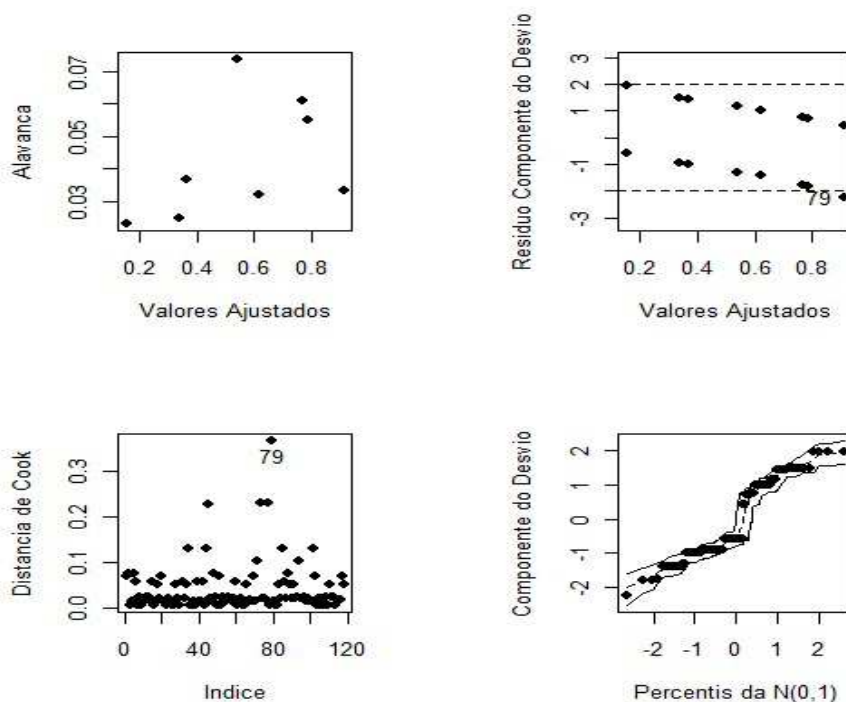 Alavanca
0.03 0.05 0.07
0.2 0.4 0.6 0.8
Valores Ajustados
Resíduo Componente do Desvio
-3 -1 1 2 3
79
0.2 0.4 0.6 0.8
Valores Ajustados
Distancia de Cook
0.0 0.1 0.2 0.3
79
0 40 80 120
Indice
Componente do Desvio
-2 -1 0 1 2
-2 -1 0 1 2
Percentis da N(0,1)